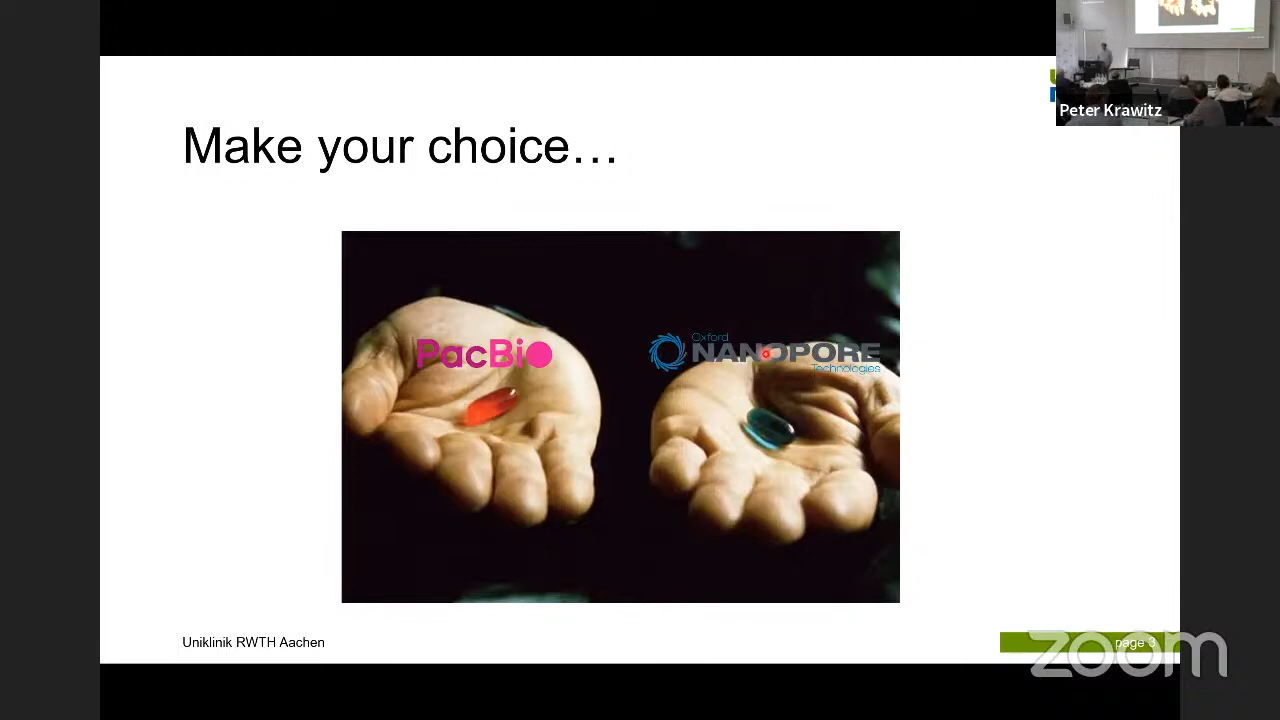 Peter Krawitz
Make your choice…
PacBio
Oxford
NANOPORE
Technologies
Uniklinik RWTH Aachen
page 3
zoom